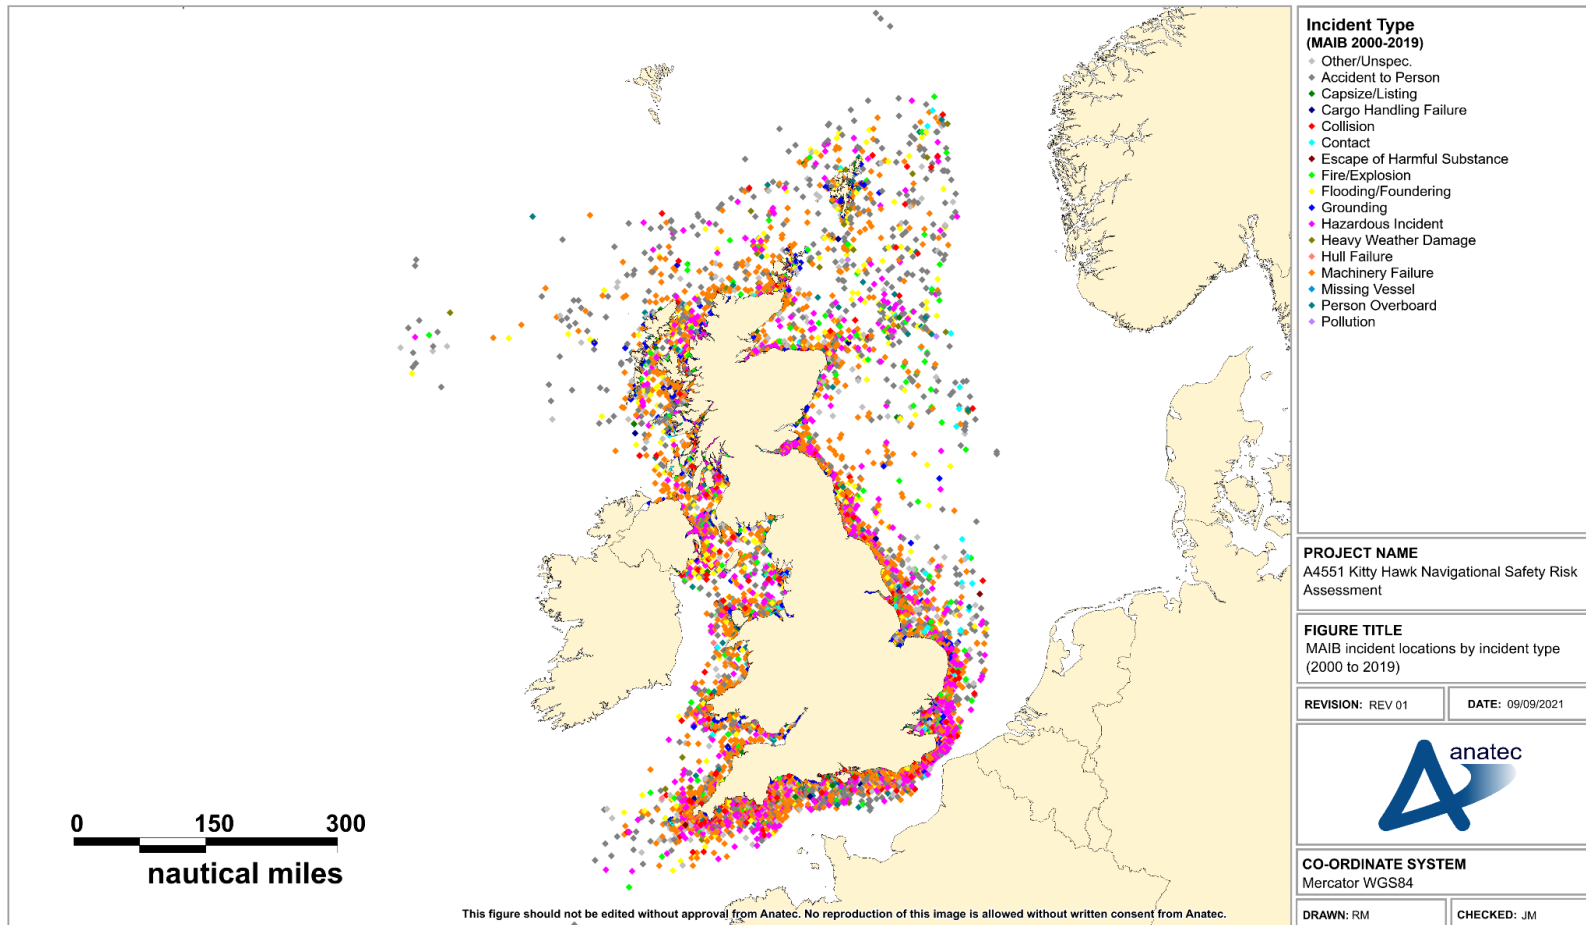 Incident Type
(MAIB 2000-2019)
Other/Unspec.
Accident to Person
Capsize/Listing
Cargo Handling Failure
Collision
Contact
Escape of Harmful Substance
Fire/Explosion
Flooding/Foundering
Grounding
Hazardous Incident
Heavy Weather Damage
Hull Failure
Machinery Failure
Missing Vessel
Person Overboard
Pollution
PROJECT NAME
A4551 Kitty Hawk Navigational Safety Risk
Assessment
FIGURE TITLE
MAIB incident locations by incident type
(2000 to 2019)
REVISION: REV 01
DATE: 09/09/2021
anatec
CO-ORDINATE SYSTEM
Mercator WGS84
DRAWN: RM
CHECKED: JM
0 150 300
nautical miles
This figure should not be edited without approval from Anatec. No reproduction of this image is allowed without written consent from Anatec.